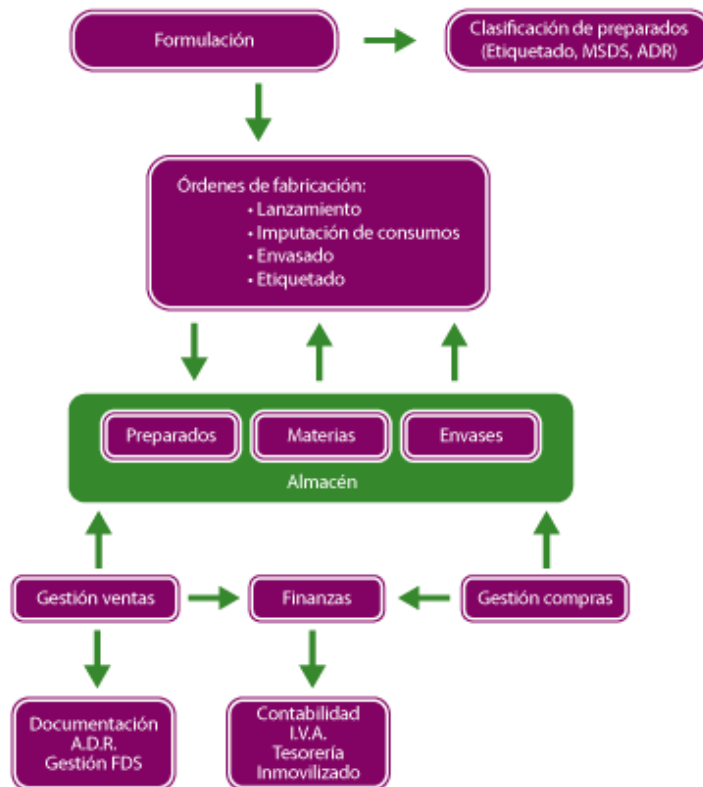 Formulación
Clasificación de preparados
(Etiquetado, MSDS, ADR)
Órdenes de fabricación:
• Lanzamiento
• Imputación de consumos
• Envasado
• Etiquetado
Preparados
Materias
Envases
Almacén
Gestión ventas
Finanzas
Gestión compras
Documentación
A.D.R.
Gestión FDS
Contabilidad
I.V.A.
Tesorería
Inmovilizado